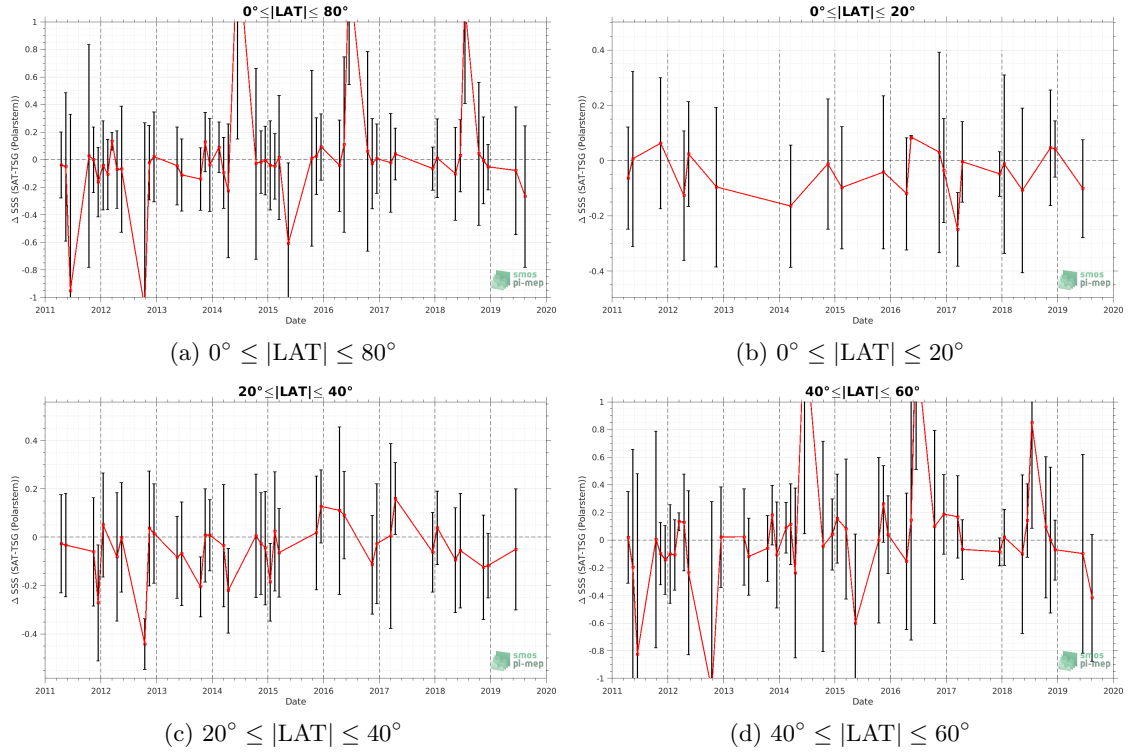 0°≤|LAT|≤ 80°
Δ SSS (SAT-TSG (Polarstern))
1
0.8
0.6
0.4
0.2
0
-0.2
-0.4
-0.6
-0.8
-1
2011 2012 2013 2014 2015 2016 2017 2018 2019 2020
Date
smos
pi-mep
(a) 0° ≤ |LAT| ≤ 80°
0°≤|LAT|≤ 20°
Δ SSS (SAT-TSG (Polarstern))
0.4
0.2
0
-0.2
-0.4
2011 2012 2013 2014 2015 2016 2017 2018 2019 2020
Date
smos
pi-mep
(b) 0° ≤ |LAT| ≤ 20°
20°≤|LAT|≤ 40°
Δ SSS (SAT-TSG (Polarstern))
0.4
0.2
0
-0.2
-0.4
2011 2012 2013 2014 2015 2016 2017 2018 2019 2020
Date
smos
pi-mep
(c) 20° ≤ |LAT| ≤ 40°
40°≤|LAT|≤ 60°
Δ SSS (SAT-TSG (Polarstern))
1
0.8
0.6
0.4
0.2
0
-0.2
-0.4
-0.6
-0.8
-1
2011 2012 2013 2014 2015 2016 2017 2018 2019 2020
Date
smos
pi-mep
(d) 40° ≤ |LAT| ≤ 60°